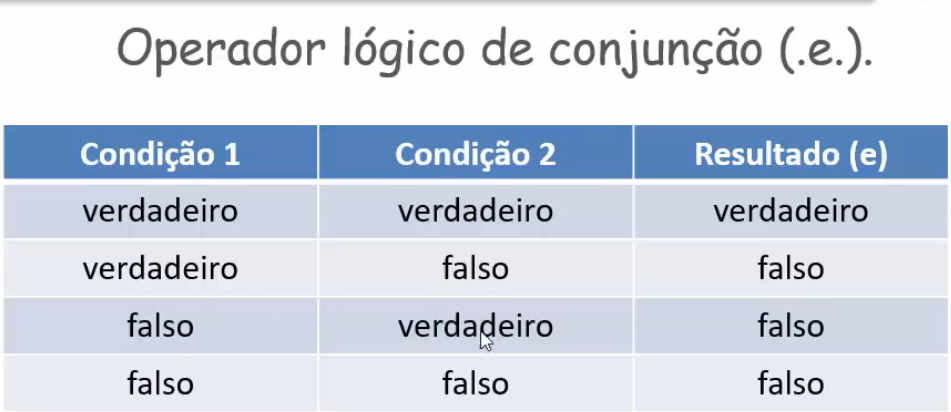 Operador lógico de conjunção (.e.).
Condição 1 Condição 2 Resultado (e)
verdadeiro verdadeiro verdadeiro
verdadeiro falso falso
falso verdadeiro falso
falso falso falso